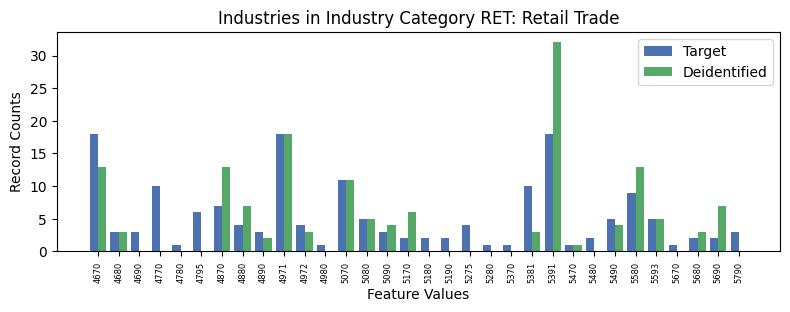 Industries in Industry Category RET: Retail Trade
Target
Deidentified
Record Counts
30
25
20
15
10
5
0
4670 4680 4690 4770 4780 4795 4870 4880 4890 4971 4972 4980 5070 5080 5090 5170 5180 5190 5275 5280 5370 5381 5391 5470 5480 5490 5580 5593 5670 5680 5690 5790
Feature Values